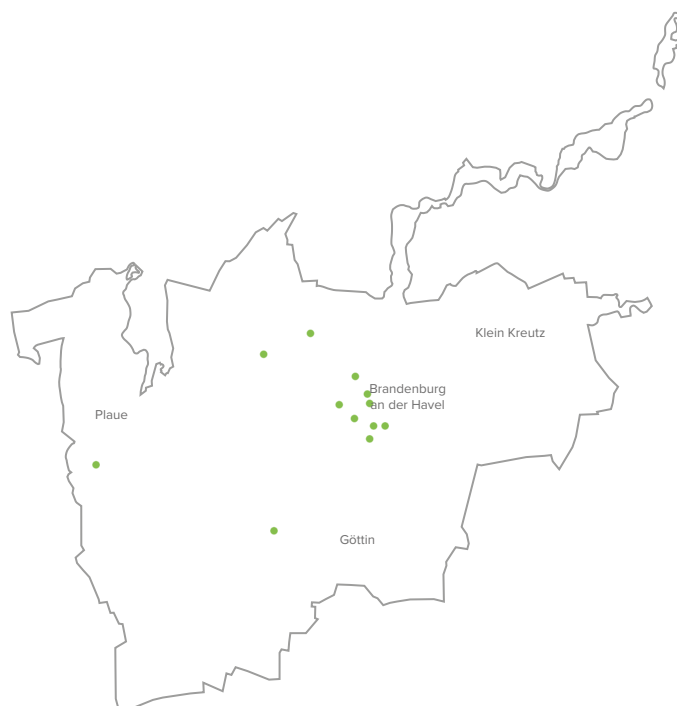 Klein Kreutz
Brandenburg
an der Havel
Plaue
Göttin